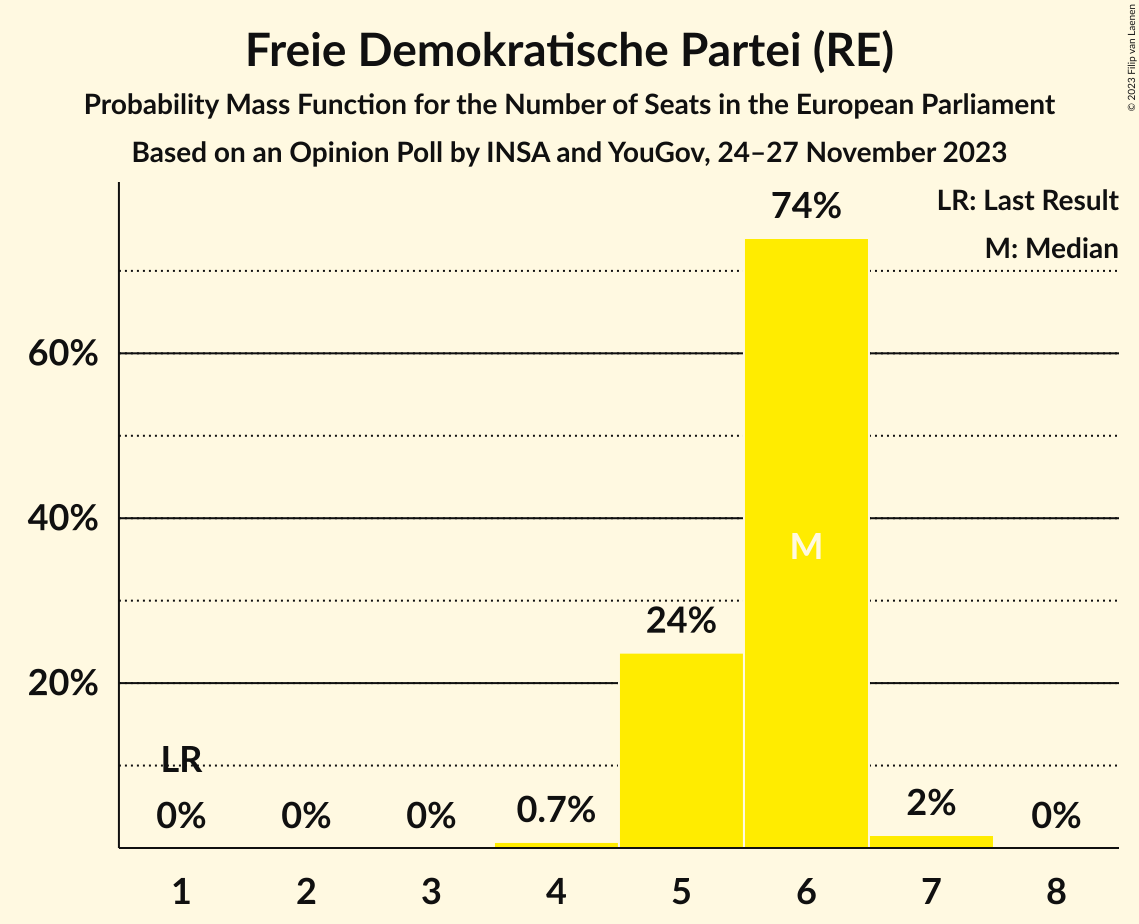 Freie Demokratische Partei (RE)
Probability Mass Function for the Number of Seats in the European Parliament
Based on an Opinion Poll by INSA and YouGov, 24–27 November 2023
© 2023 Filip van Laenen
LR: Last Result
M: Median
74%
60%
40%
M
24%
20%
LR
0% 0% 0% 0.7% 2% 0%
1 2 3 4 5 6 7 8